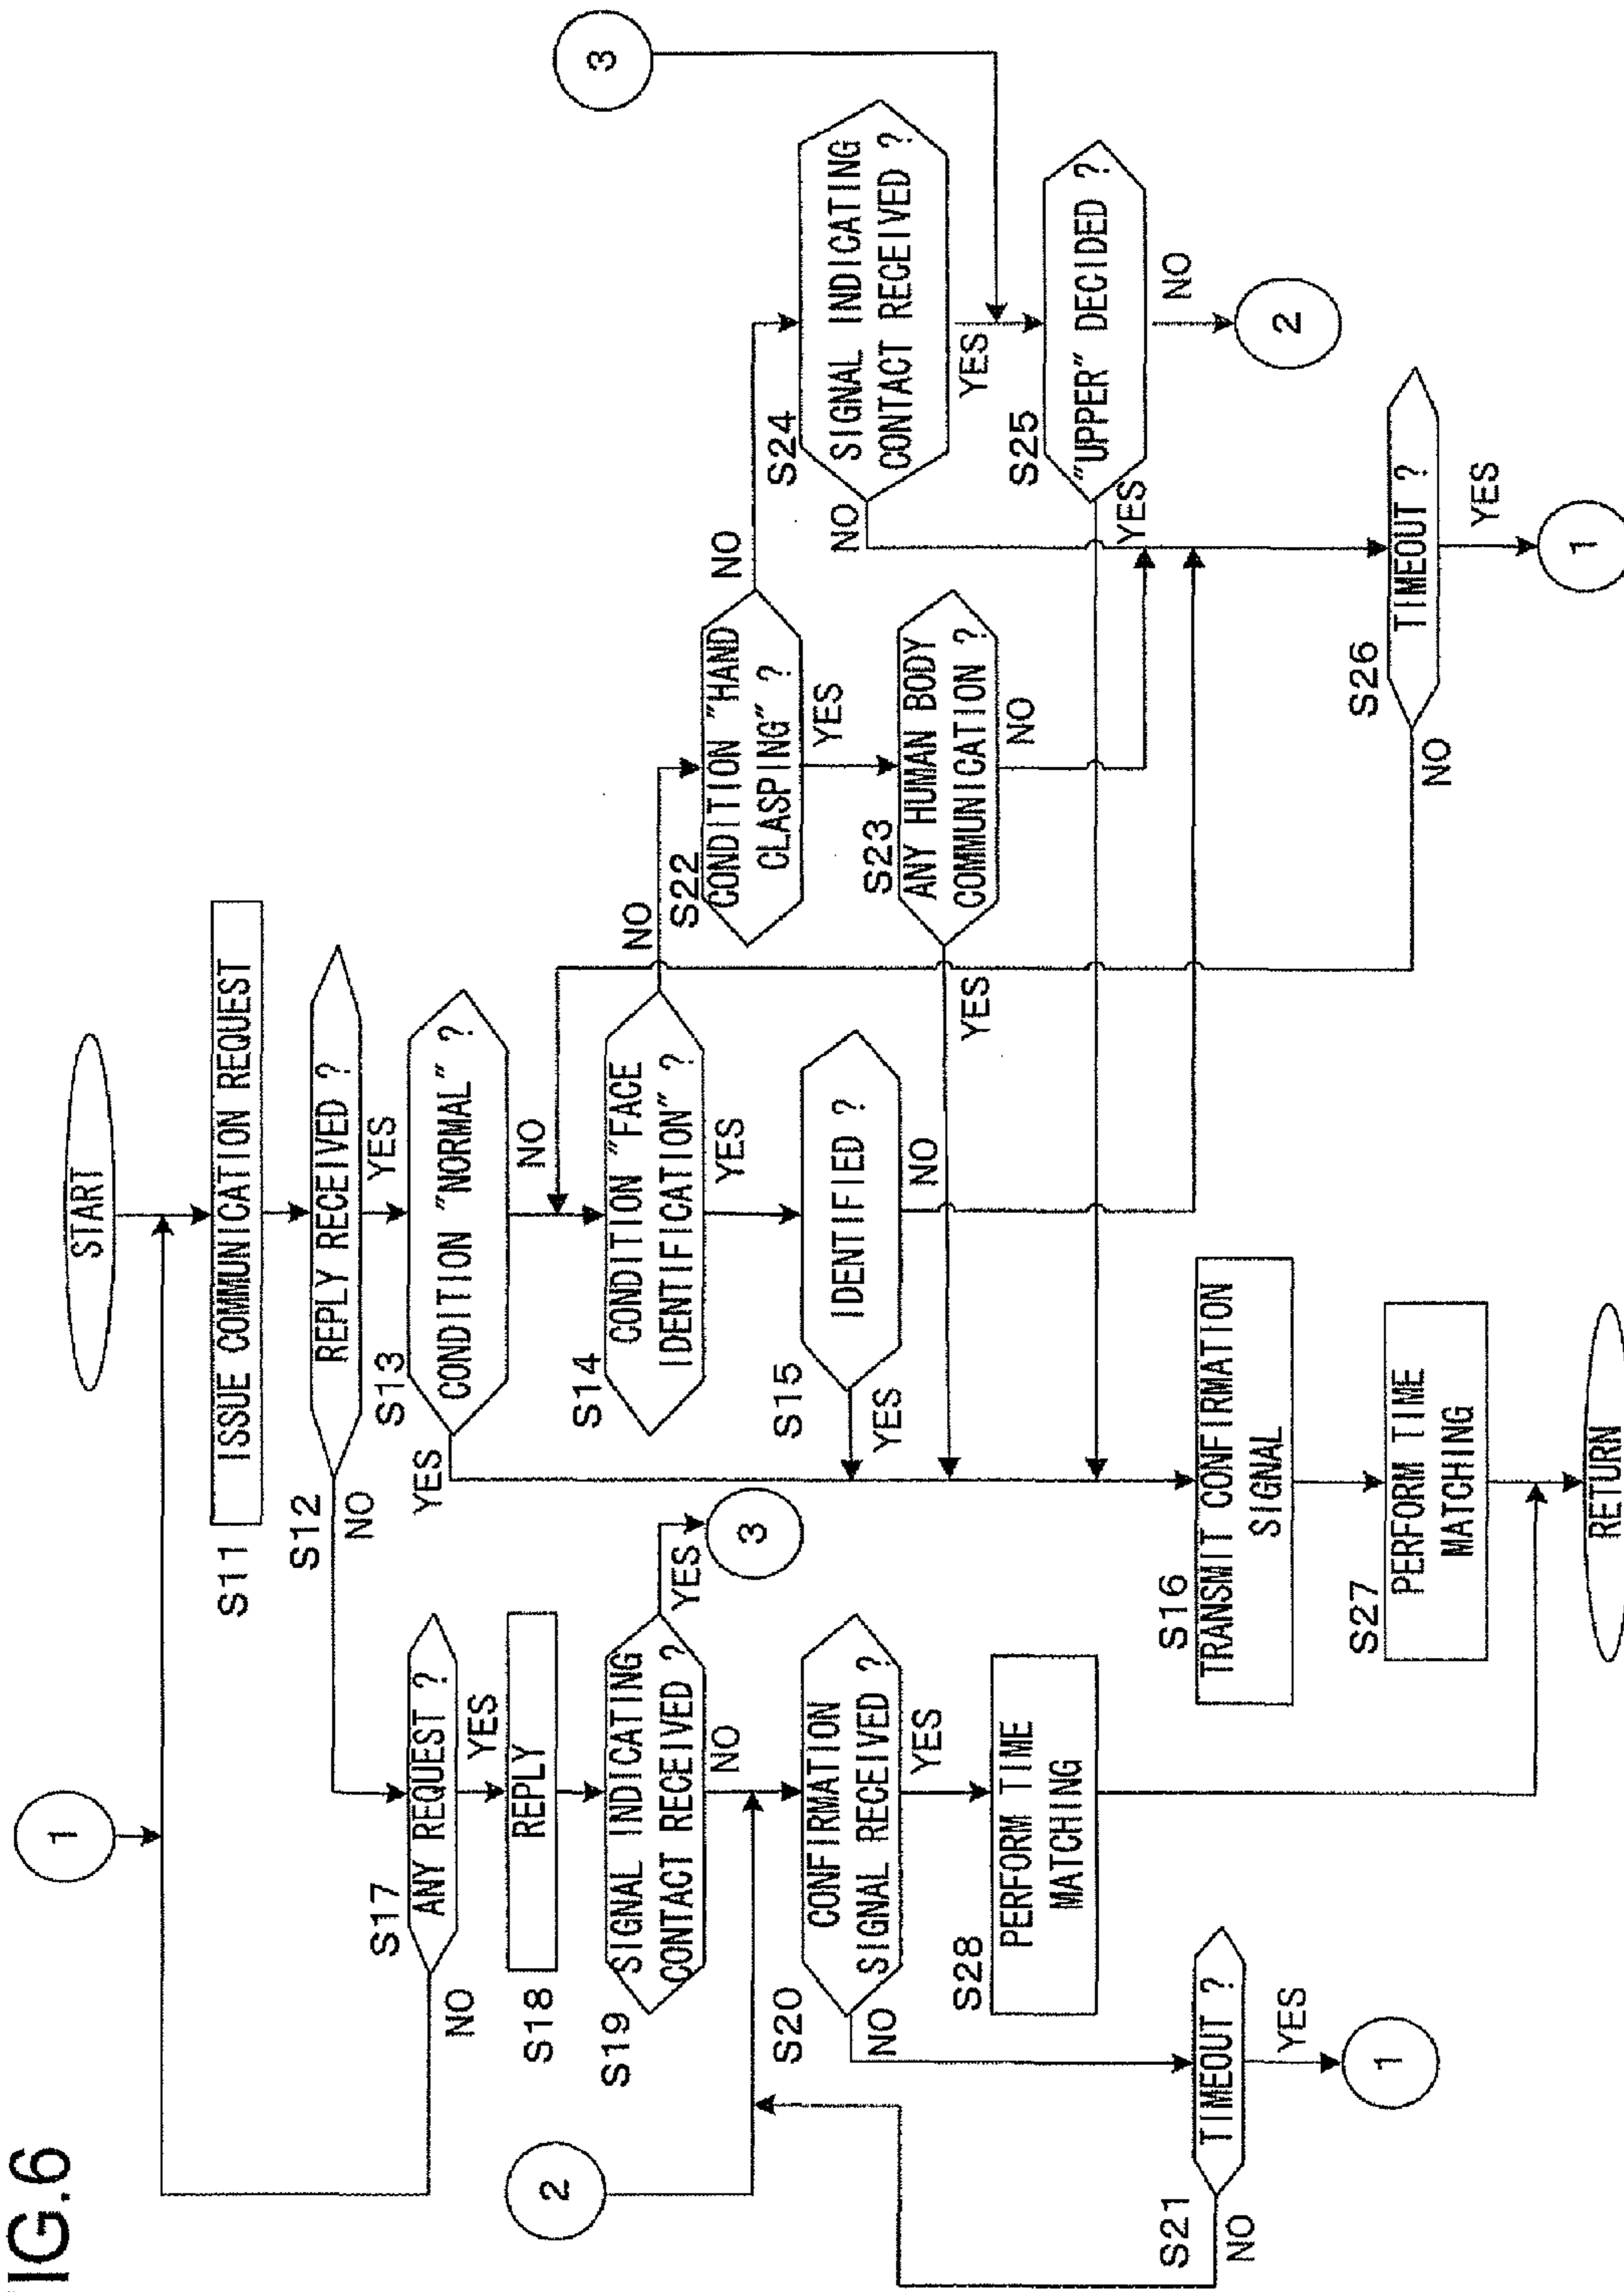 FIG.6
START
1
S11
ISSUE COMMUNICATION REQUEST
S12
REPLY RECEIVED ?
NO
YES
S13
CONDITION "NORMAL" ?
YES
NO
S17
ANY REQUEST ?
NO
YES
S18
REPLY
S14
CONDITION "FACE
IDENTIFICATION" ?
NO
YES
S19
SIGNAL INDICATING
CONTACT RECEIVED ?
YES
NO
3
2
S22
CONDITION "HAND
CLASPING" ?
NO
YES
S15
IDENTIFIED ?
YES
NO
S20
CONFIRMATION
SIGNAL RECEIVED ?
NO
YES
S24
SIGNAL INDICATING
CONTACT RECEIVED ?
NO
YES
3
S23
ANY HUMAN BODY
COMMUNICATION ?
YES
NO
S28
PERFORM TIME
MATCHING
S25
"UPPER" DECIDED ?
YES
NO
2
S21
TIMEOUT ?
NO
YES
1
S16
TRANSMIT CONFIRMATION
SIGNAL
S26
TIMEOUT ?
NO
YES
1
S27
PERFORM TIME
MATCHING
RETURN